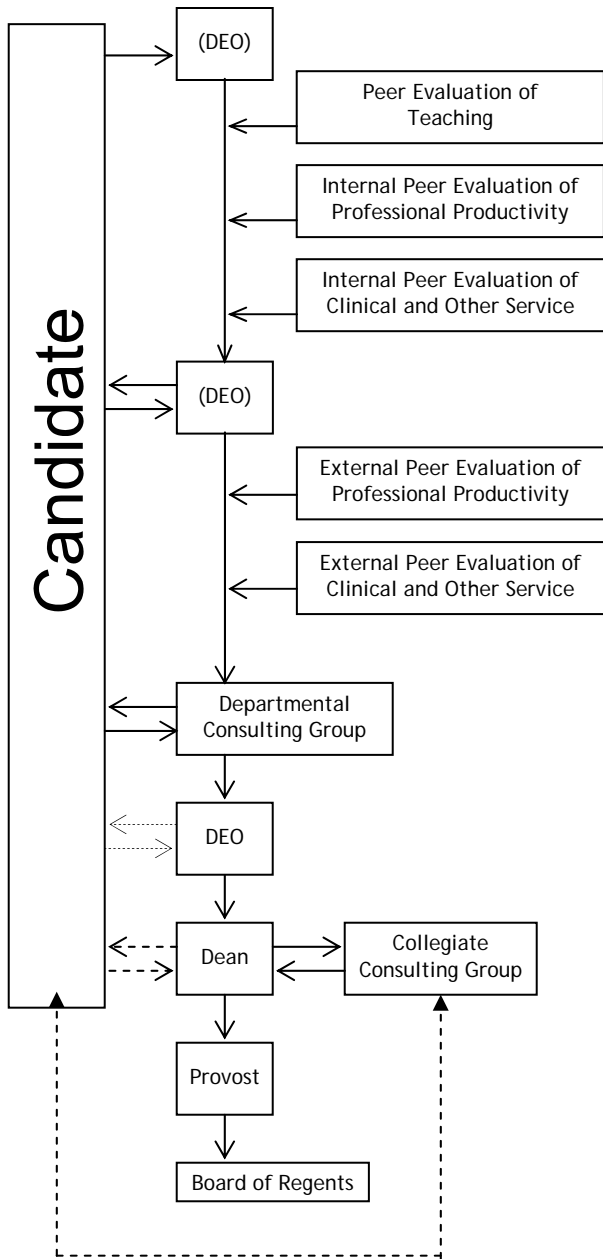 Candidate
(DEO)
Peer Evaluation of
Teaching
Internal Peer Evaluation of
Professional Productivity
Internal Peer Evaluation of
Clinical and Other Service
(DEO)
External Peer Evaluation of
Professional Productivity
External Peer Evaluation of
Clinical and Other Service
Departmental
Consulting Group
DEO
Dean
Collegiate
Consulting Group
Provost
Board of Regents